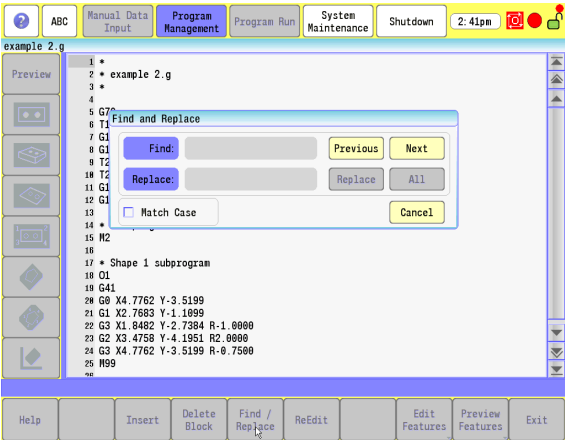 ?
ABC
Manual Data Input
Program Management
Program Run
System Maintenance
Shutdown
2:41pm
example 2.g
Preview
1 *
2 * example 2.g
3 *
4
5
6 T1
7 G1
8 G1
9 T2
10 T2
11 G1
12 G1
13
14 *
15 M2
16
17 * Shape 1 subprogram
18 O1
19 G41
20 G0 X4.7762 Y-3.5199
21 G1 X2.7683 Y-1.1099
22 G3 X1.8482 Y-2.7384 R-1.0000
23 G2 X3.4758 Y-4.1951 R2.0000
24 G3 X4.7762 Y-3.5199 R-0.7500
25 M99
Find and Replace
Find:
Previous
Next
Replace:
Replace
All
Match Case
Cancel
Help
Insert
Delete Block
Find / Replace
ReEdit
Edit Features
Preview Features
Exit